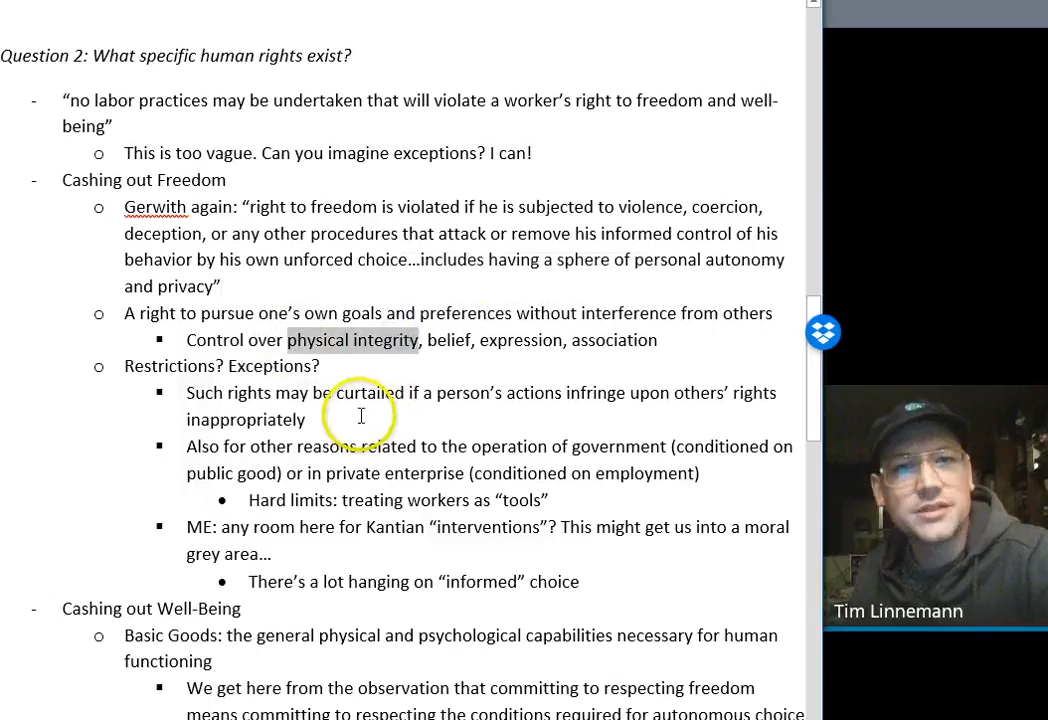 Question 2: What specific human rights exist?
- “no labor practices may be undertaken that will violate a worker’s right to freedom and well-
being”
o This is too vague. Can you imagine exceptions? I can!
- Cashing out Freedom
o Gerwith again: “right to freedom is violated if he is subjected to violence, coercion,
deception, or any other procedures that attack or remove his informed control of his
behavior by his own unforced choice…includes having a sphere of personal autonomy
and privacy”
o A right to pursue one’s own goals and preferences without interference from others
▪ Control over physical integrity, belief, expression, association
o Restrictions? Exceptions?
▪ Such rights may be curtailed if a person’s actions infringe upon others’ rights
inappropriately
▪ Also for other reasons related to the operation of government (conditioned on
public good) or in private enterprise (conditioned on employment)
• Hard limits: treating workers as “tools”
▪ ME: any room here for Kantian “interventions”? This might get us into a moral
grey area…
• There’s a lot hanging on “informed” choice
- Cashing out Well-Being
o Basic Goods: the general physical and psychological capabilities necessary for human
functioning
▪ We get here from the observation that committing to respecting freedom
means committing to respecting the conditions required for autonomous choice
Tim Linnemann